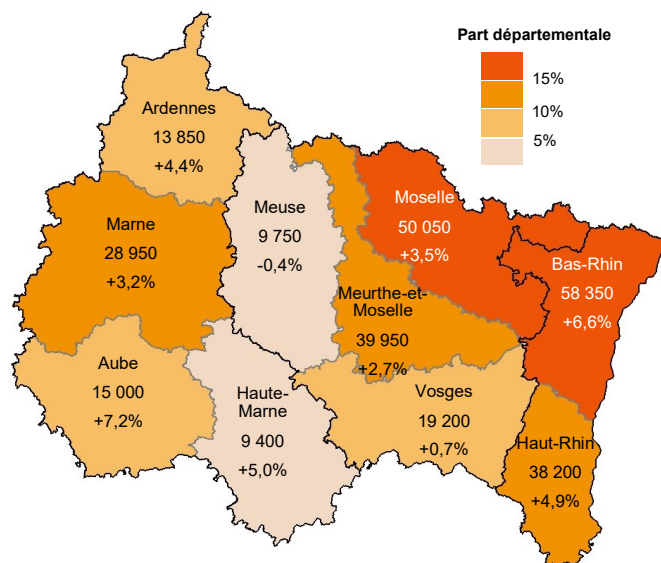 Part départementale
15%
10%
5%
Ardennes
13 850
+4,4%
Marne
28 950
+3,2%
Meuse
9 750
-0,4%
Moselle
50 050
+3,5%
Bas-Rhin
58 350
+6,6%
Meurthe-et-
Moselle
39 950
+2,7%
Aube
15 000
+7,2%
Haute-
Marne
9 400
+5,0%
Vosges
19 200
+0,7%
Haut-Rhin
38 200
+4,9%